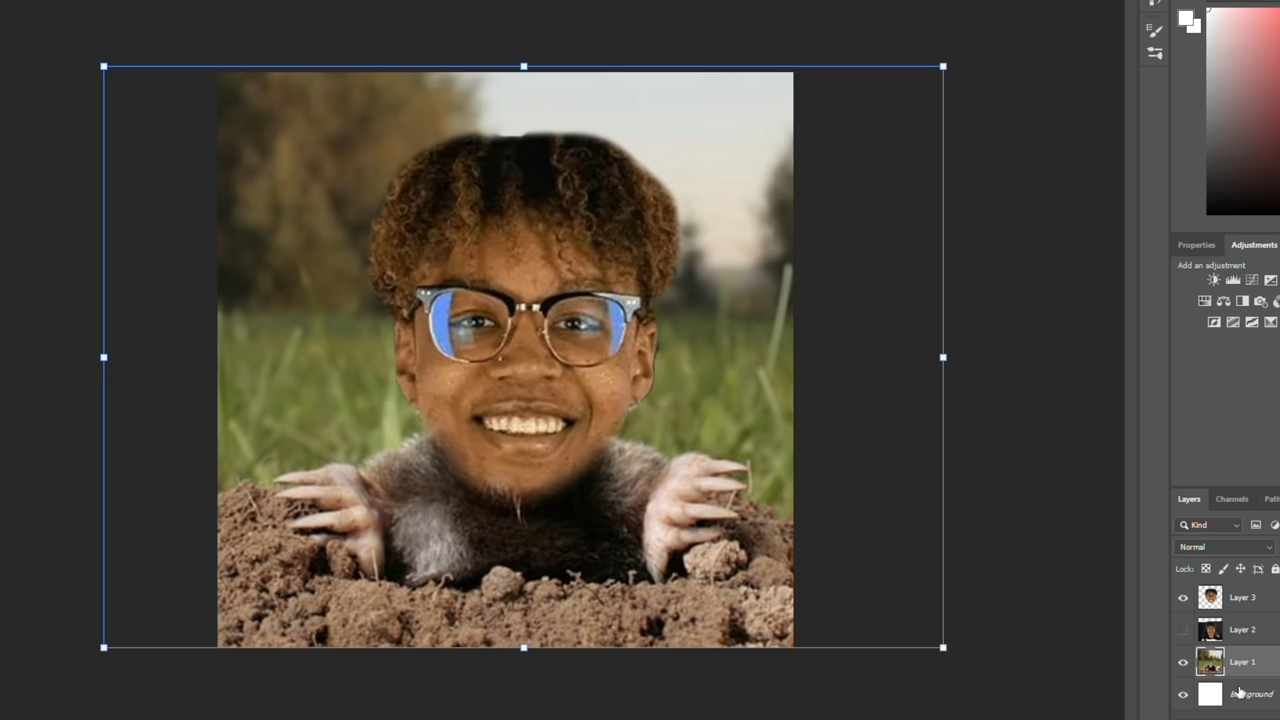 Properties Adjustments
Add an adjustment
Layers Channels
Kind
Normal
Lock:
Layer 3
Layer 2
Layer 1
Background